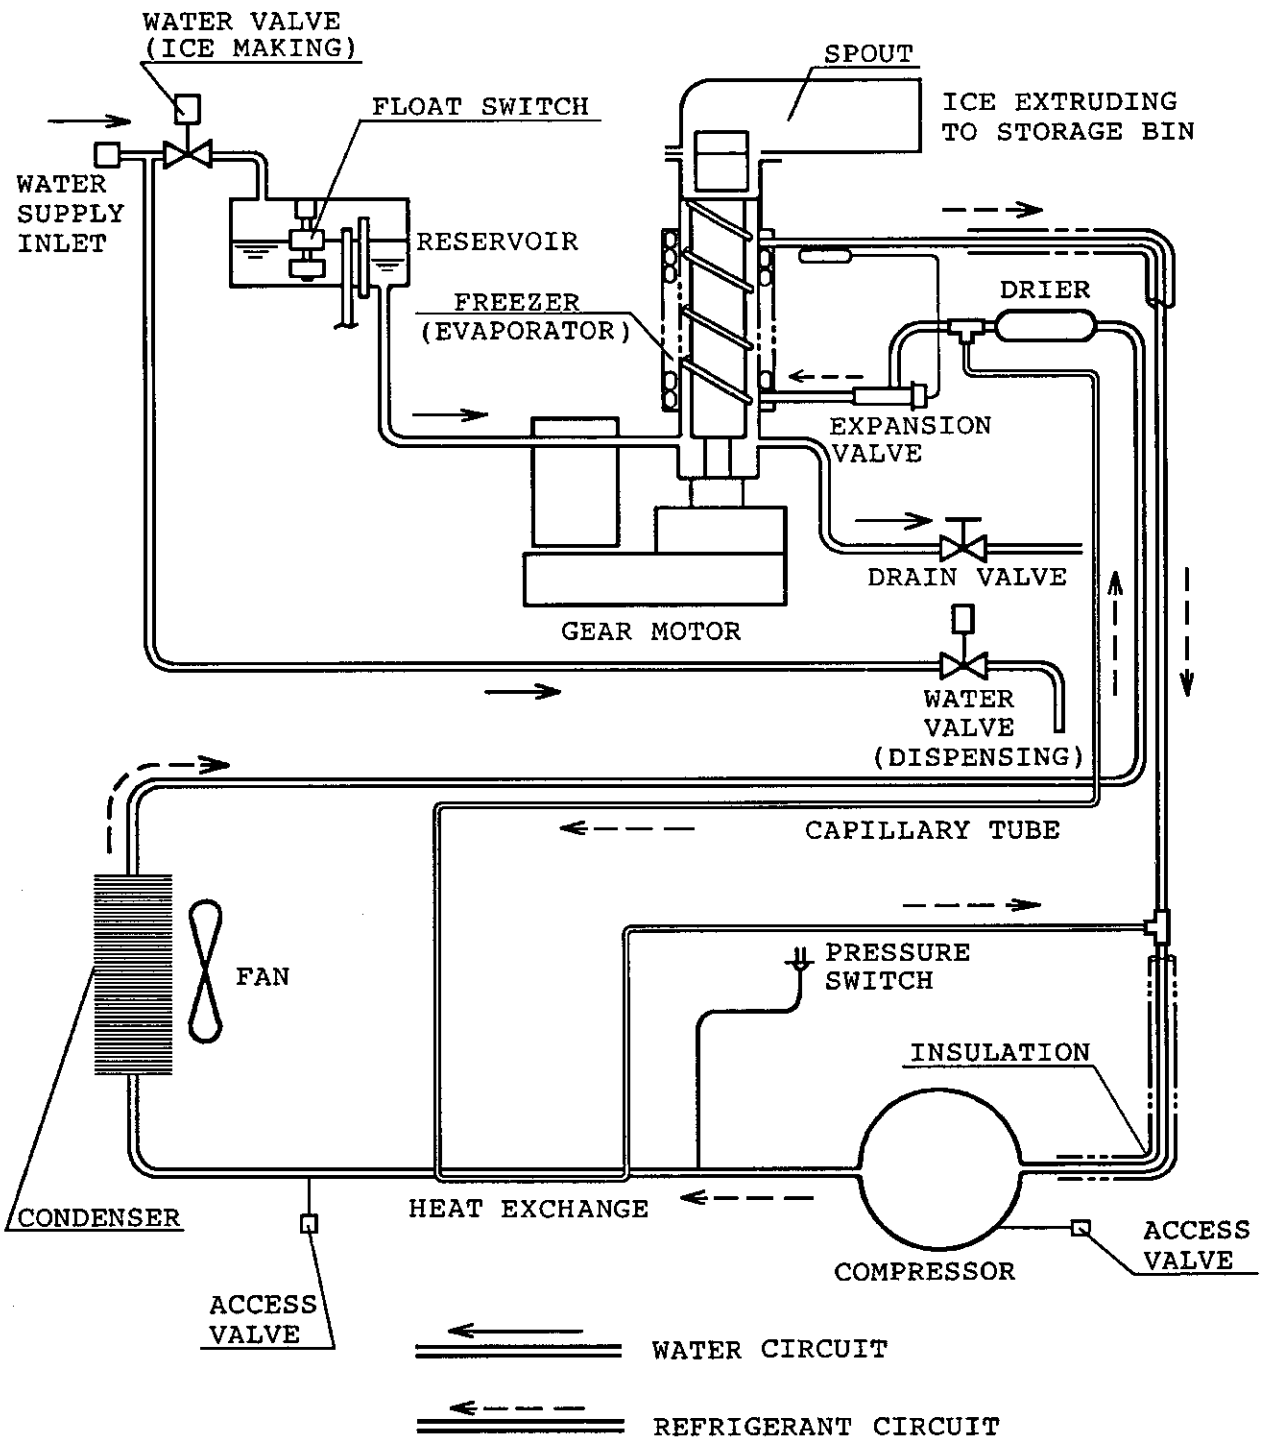 WATER VALVE
(ICE MAKING)
SPOUT
FLOAT SWITCH
ICE EXTRUDING
TO STORAGE BIN
WATER
SUPPLY
INLET
RESERVOIR
FREEZER
(EVAPORATOR)
DRIER
EXPANSION
VALVE
DRAIN VALVE
GEAR MOTOR
WATER
VALVE
(DISPENSING)
CAPILLARY TUBE
FAN
PRESSURE
SWITCH
INSULATION
CONDENSER
HEAT EXCHANGE
COMPRESSOR
ACCESS
VALVE
ACCESS
VALVE
WATER CIRCUIT
REFRIGERANT CIRCUIT